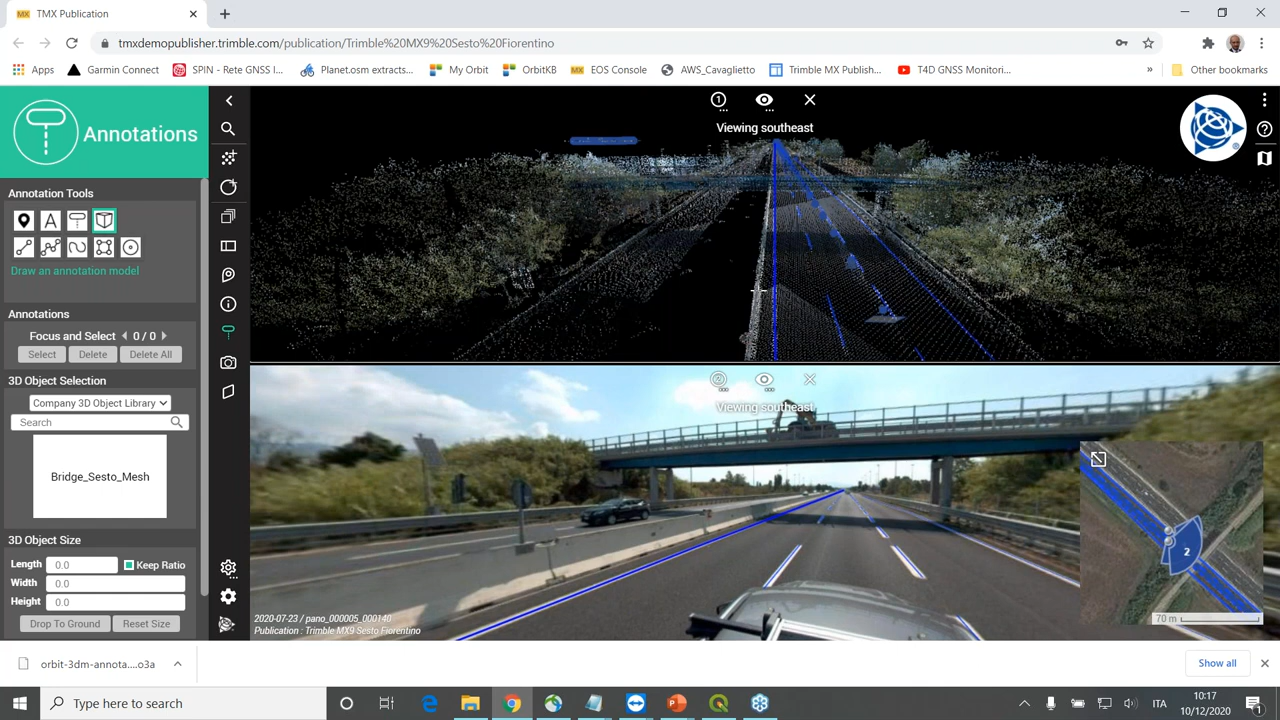 TMX Publication
tmxdemopublisher.trimble.com/publication/Trimble%20MX9%20Sesto%20Fiorentino
Apps
Garmin Connect
SPIN - Rete GNSS I...
Planet.osm extracts...
My Orbit
OrbitKB
EOS Console
AWS_Cavaglietto
Trimble MX Publish...
T4D GNSS Monitori...
»
Other bookmarks
Annotations
Annotation Tools
Draw an annotation model
Annotations
Focus and Select 0 / 0
Select
Delete
Delete All
3D Object Selection
Company 3D Object Library
Search
Bridge_Sesto_Mesh
3D Object Size
Length 0.0 Keep Ratio
Width 0.0
Height 0.0
Drop To Ground
Reset Size
1
Viewing southeast
2
Viewing southeast
2
70 m
2020-07-23 / pano_000005_000140
Publication : Trimble MX9 Sesto Fiorentino
orbit-3dm-annota....o3a
Show all
Type here to search
ITA
10:17
10/12/2020
1